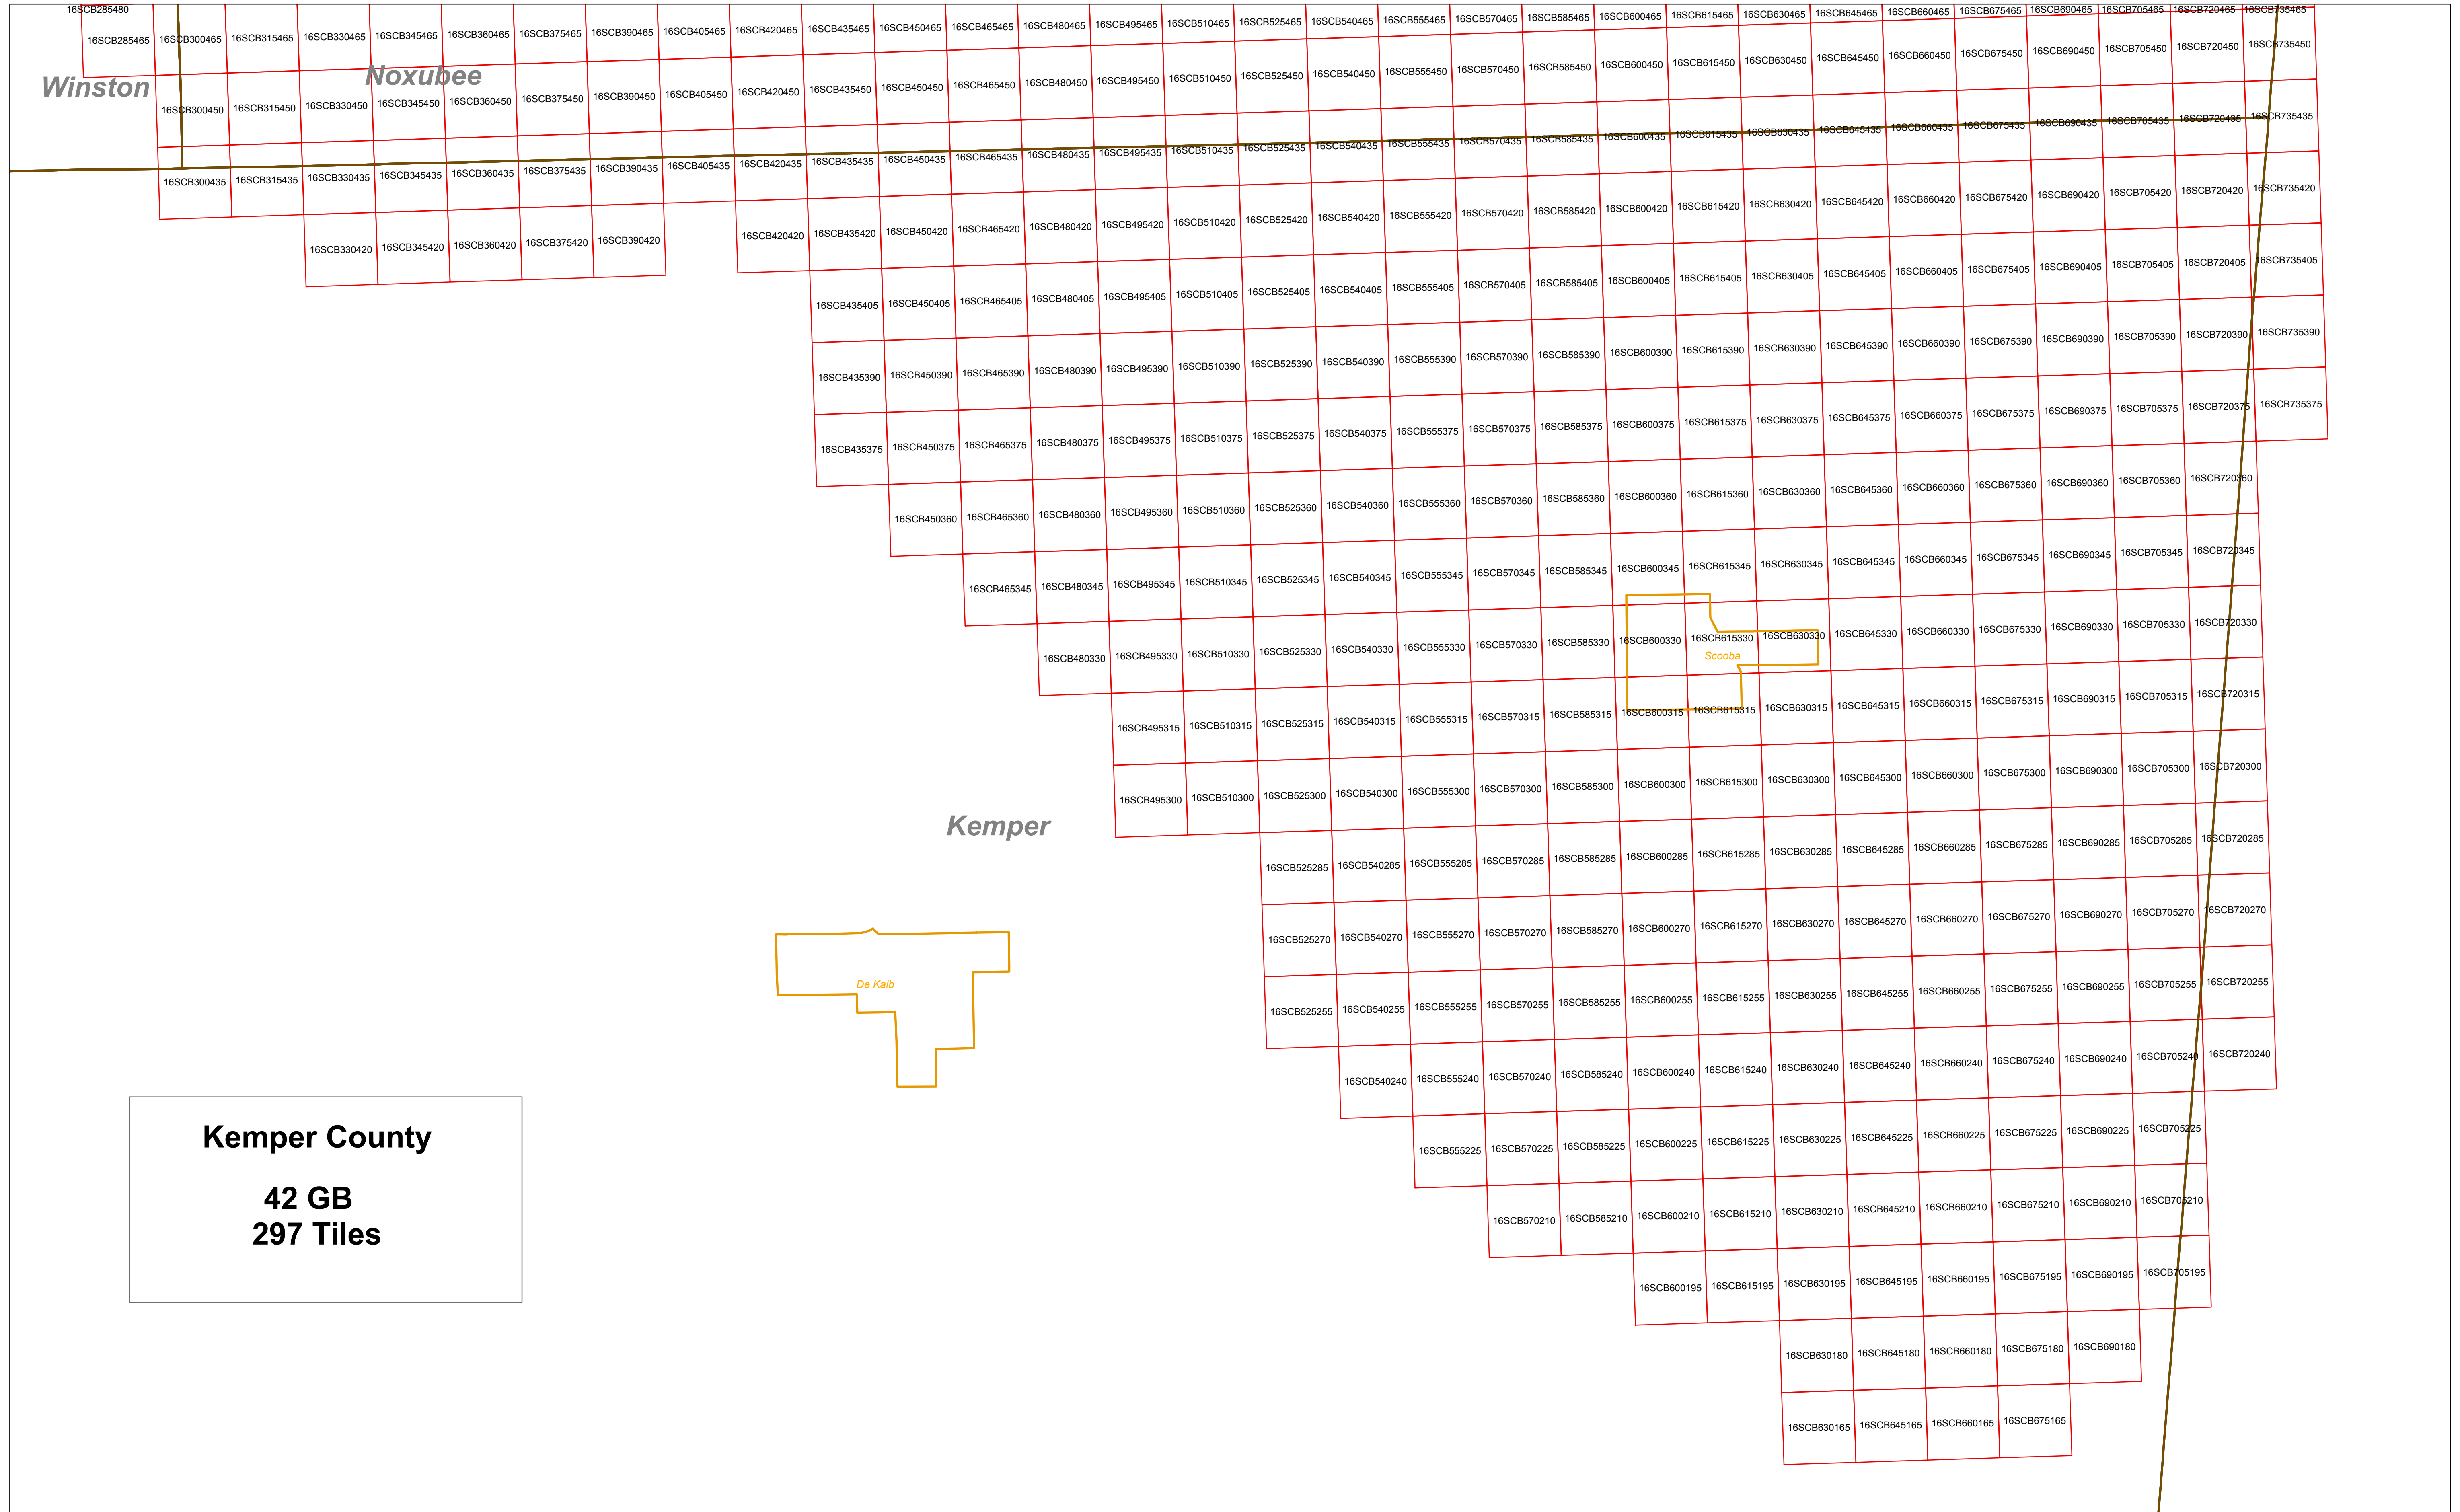 16SCB285480
16SCB285465 16SCB300465 16SCB315465 16SCB330465 16SCB345465 16SCB360465 16SCB375465 16SCB390465 16SCB405465 16SCB420465 16SCB435465 16SCB450465 16SCB465465 16SCB480465 16SCB495465 16SCB510465 16SCB525465 16SCB540465 16SCB555465 16SCB570465 16SCB585465 16SCB600465 16SCB615465 16SCB630465 16SCB645465 16SCB660465 16SCB675465 16SCB690465 16SCB705465 16SCB720465 16SCB735465
Winston
Noxubee
16SCB300450 16SCB315450 16SCB330450 16SCB345450 16SCB360450 16SCB375450 16SCB390450 16SCB405450 16SCB420450 16SCB435450 16SCB450450 16SCB465450 16SCB480450 16SCB495450 16SCB510450 16SCB525450 16SCB540450 16SCB555450 16SCB570450 16SCB585450 16SCB600450 16SCB615450 16SCB630450 16SCB645450 16SCB660450 16SCB675450 16SCB690450 16SCB705450 16SCB720450 16SCB735450
16SCB300435 16SCB315435 16SCB330435 16SCB345435 16SCB360435 16SCB375435 16SCB390435 16SCB405435 16SCB420435 16SCB435435 16SCB450435 16SCB465435 16SCB480435 16SCB495435 16SCB510435 16SCB525435 16SCB540435 16SCB555435 16SCB570435 16SCB585435 16SCB600435 16SCB615435 16SCB630435 16SCB645435 16SCB660435 16SCB675435 16SCB690435 16SCB705435 16SCB720435 16SCB735435
16SCB330420 16SCB345420 16SCB360420 16SCB375420 16SCB390420 16SCB420420 16SCB435420 16SCB450420 16SCB465420 16SCB480420 16SCB495420 16SCB510420 16SCB525420 16SCB540420 16SCB555420 16SCB570420 16SCB585420 16SCB600420 16SCB615420 16SCB630420 16SCB645420 16SCB660420 16SCB675420 16SCB690420 16SCB705420 16SCB720420 16SCB735420
16SCB435405 16SCB450405 16SCB465405 16SCB480405 16SCB495405 16SCB510405 16SCB525405 16SCB540405 16SCB555405 16SCB570405 16SCB585405 16SCB600405 16SCB615405 16SCB630405 16SCB645405 16SCB660405 16SCB675405 16SCB690405 16SCB705405 16SCB720405 16SCB735405
16SCB435390 16SCB450390 16SCB465390 16SCB480390 16SCB495390 16SCB510390 16SCB525390 16SCB540390 16SCB555390 16SCB570390 16SCB585390 16SCB600390 16SCB615390 16SCB630390 16SCB645390 16SCB660390 16SCB675390 16SCB690390 16SCB705390 16SCB720390 16SCB735390
16SCB435375 16SCB450375 16SCB465375 16SCB480375 16SCB495375 16SCB510375 16SCB525375 16SCB540375 16SCB555375 16SCB570375 16SCB585375 16SCB600375 16SCB615375 16SCB630375 16SCB645375 16SCB660375 16SCB675375 16SCB690375 16SCB705375 16SCB720375 16SCB735375
16SCB450360 16SCB465360 16SCB480360 16SCB495360 16SCB510360 16SCB525360 16SCB540360 16SCB555360 16SCB570360 16SCB585360 16SCB600360 16SCB615360 16SCB630360 16SCB645360 16SCB660360 16SCB675360 16SCB690360 16SCB705360 16SCB720360
16SCB465345 16SCB480345 16SCB495345 16SCB510345 16SCB525345 16SCB540345 16SCB555345 16SCB570345 16SCB585345 16SCB600345 16SCB615345 16SCB630345 16SCB645345 16SCB660345 16SCB675345 16SCB690345 16SCB705345 16SCB720345
16SCB480330 16SCB495330 16SCB510330 16SCB525330 16SCB540330 16SCB555330 16SCB570330 16SCB585330 16SCB600330 16SCB615330 16SCB630330 16SCB645330 16SCB660330 16SCB675330 16SCB690330 16SCB705330 16SCB720330
Scooba
16SCB495315 16SCB510315 16SCB525315 16SCB540315 16SCB555315 16SCB570315 16SCB585315 16SCB600315 16SCB615315 16SCB630315 16SCB645315 16SCB660315 16SCB675315 16SCB690315 16SCB705315 16SCB720315
16SCB495300 16SCB510300 16SCB525300 16SCB540300 16SCB555300 16SCB570300 16SCB585300 16SCB600300 16SCB615300 16SCB630300 16SCB645300 16SCB660300 16SCB675300 16SCB690300 16SCB705300 16SCB720300
Kemper
16SCB525285 16SCB540285 16SCB555285 16SCB570285 16SCB585285 16SCB600285 16SCB615285 16SCB630285 16SCB645285 16SCB660285 16SCB675285 16SCB690285 16SCB705285 16SCB720285
16SCB525270 16SCB540270 16SCB555270 16SCB570270 16SCB585270 16SCB600270 16SCB615270 16SCB630270 16SCB645270 16SCB660270 16SCB675270 16SCB690270 16SCB705270 16SCB720270
De Kalb
16SCB525255 16SCB540255 16SCB555255 16SCB570255 16SCB585255 16SCB600255 16SCB615255 16SCB630255 16SCB645255 16SCB660255 16SCB675255 16SCB690255 16SCB705255 16SCB720255
16SCB540240 16SCB555240 16SCB570240 16SCB585240 16SCB600240 16SCB615240 16SCB630240 16SCB645240 16SCB660240 16SCB675240 16SCB690240 16SCB705240 16SCB720240
16SCB555225 16SCB570225 16SCB585225 16SCB600225 16SCB615225 16SCB630225 16SCB645225 16SCB660225 16SCB675225 16SCB690225 16SCB705225
16SCB570210 16SCB585210 16SCB600210 16SCB615210 16SCB630210 16SCB645210 16SCB660210 16SCB675210 16SCB690210 16SCB705210
16SCB600195 16SCB615195 16SCB630195 16SCB645195 16SCB660195 16SCB675195 16SCB690195 16SCB705195
16SCB630180 16SCB645180 16SCB660180 16SCB675180 16SCB690180
16SCB630165 16SCB645165 16SCB660165 16SCB675165
Kemper County
42 GB
297 Tiles